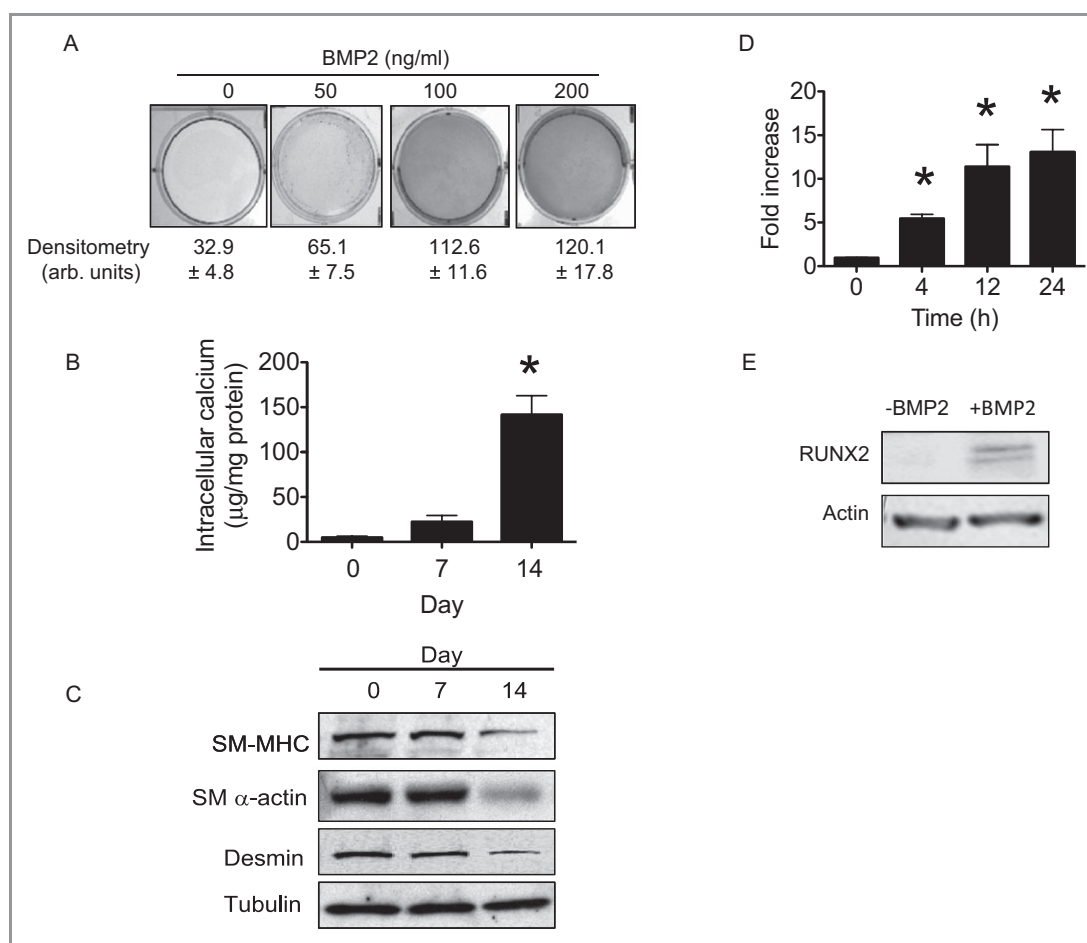 A
BMP2 (ng/ml)
0 50 100 200
Densitometry 32.9 65.1 112.6 120.1
(arb. units) ± 4.8 ± 7.5 ± 11.6 ± 17.8
B
Intracellular calcium
(µg/mg protein)
200
150
100
50
0
*
0 7 14
Day
C
Day
0 7 14
SM-MHC
SM α-actin
Desmin
Tubulin
D
Fold increase
20
15
10
5
0
* * *
0 4 12 24
Time (h)
E
-BMP2 +BMP2
RUNX2
Actin